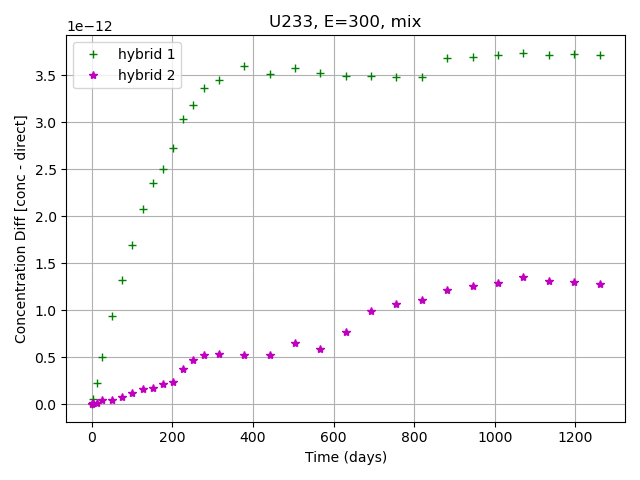 U233, E=300, mix
1e−12
hybrid 1
hybrid 2
Concentration Diff [conc - direct]
3.5
3.0
2.5
2.0
1.5
1.0
0.5
0.0
0 200 400 600 800 1000 1200
Time (days)